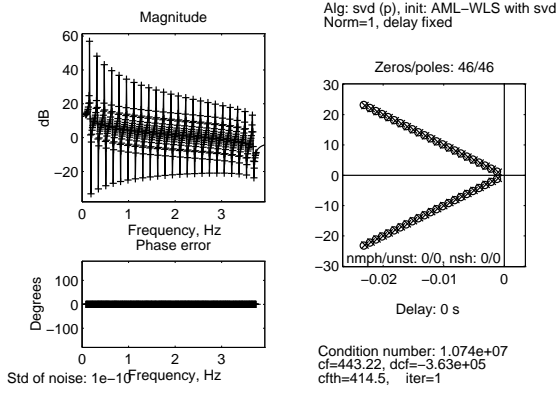 Magnitude
60
40
20
0
−20
dB
0
1
2
3
Frequency, Hz
Phase error
100
0
−100
Degrees
0
1
2
3
Frequency, Hz
Std of noise: 1e−10
Alg: svd (p), init: AML−WLS with svd
Norm=1, delay fixed
Zeros/poles: 46/46
30
20
10
0
−10
−20
−30
nmph/unst: 0/0, nsh: 0/0
−0.02
−0.01
0
Delay: 0 s
Condition number: 1.074e+07
cf=443.22, dcf=−3.63e+05
cfth=414.5, iter=1